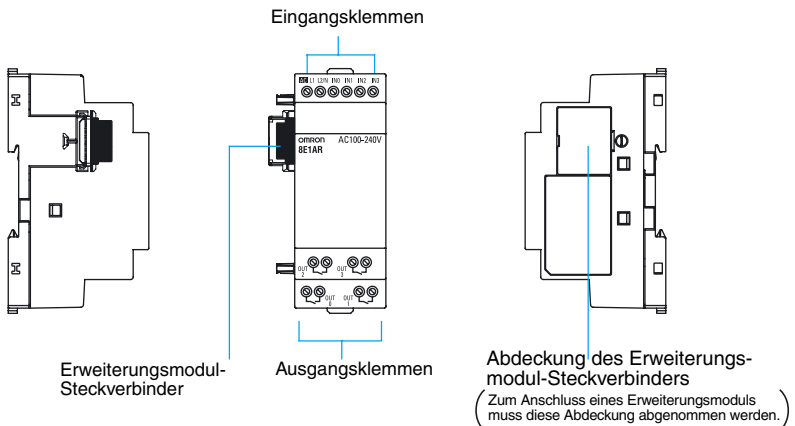 Eingangsklemmen
AC L1 L2/N IN0 IN1 IN2 IN3
OMRON AC100-240V
8E1AR
OUT 2
OUT 3
OUT 0
OUT 1
Erweiterungsmodul-
Steckverbinder
Ausgangsklemmen
Abdeckung des Erweiterungs-
modul-Steckverbinders
(Zum Anschluss eines Erweiterungsmoduls
muss diese Abdeckung abgenommen werden.)